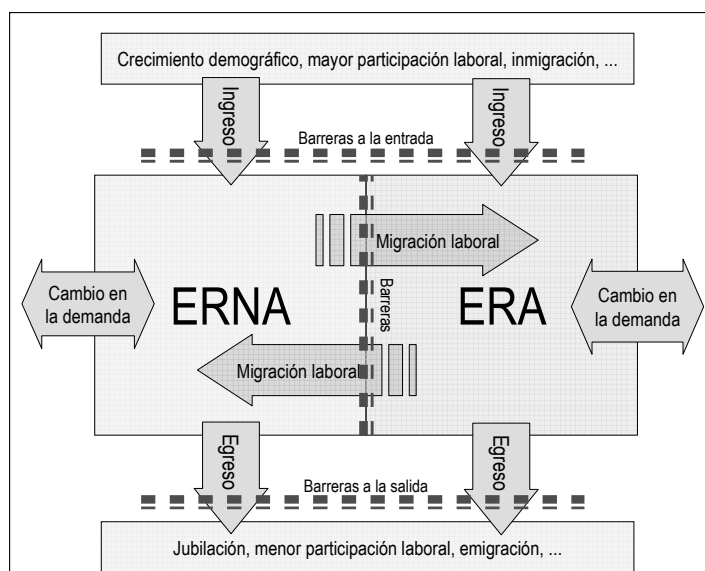 Crecimiento demográfico, mayor participación laboral, inmigración, ...
Ingreso
Ingreso
Barreras a la entrada
Migración laboral
Cambio en
la demanda
ERNA
Barreras
ERA
Cambio en
la demanda
Migración laboral
Egreso
Egreso
Barreras a la salida
Jubilación, menor participación laboral, emigración, ...